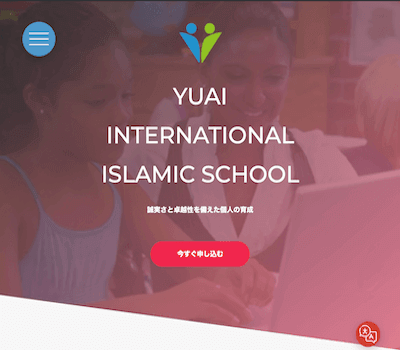 YUAI
INTERNATIONAL
ISLAMIC SCHOOL
誠実さと卓越性を備えた個人の育成
今すぐ申し込む